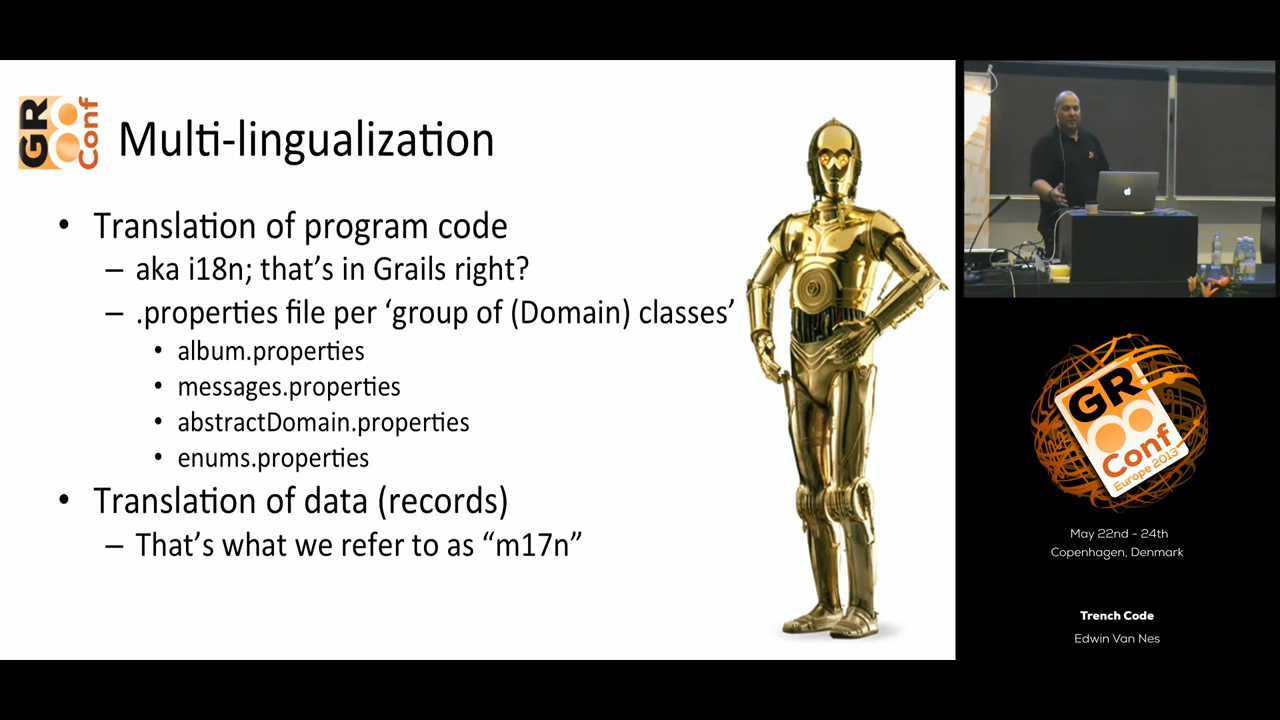 GR
Conf
Multi-lingualization
• Translation of program code
– aka i18n; that's in Grails right?
– .properties file per ‘group of (Domain) classes’
• album.properties
• messages.properties
• abstractDomain.properties
• enums.properties
• Translation of data (records)
– That's what we refer to as “m17n”
GR
Conf
Europe 2013
May 22nd - 24th
Copenhagen, Denmark
Trench Code
Edwin Van Nes